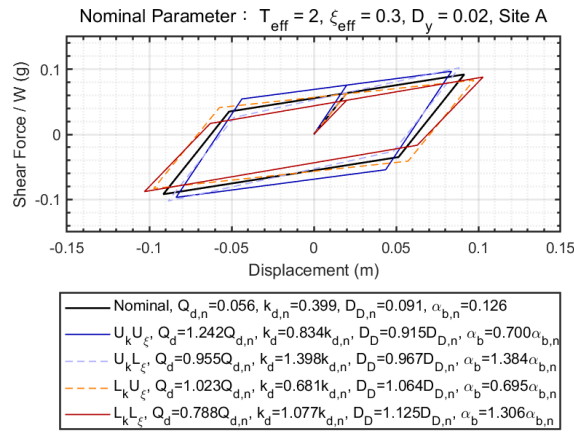 Nominal Parameter : T_eff = 2, ξ_eff = 0.3, D_y = 0.02, Site A
Shear Force / W (g)
0.1
0
-0.1
-0.15 -0.1 -0.05 0 0.05 0.1 0.15
Displacement (m)
Nominal, Q_d,n=0.056, k_d,n=0.399, D_D,n=0.091, α_b,n=0.126
U_kU_ξ, Q_d=1.242Q_d,n, k_d=0.834k_d,n, D_D=0.915D_D,n, α_b=0.700α_b,n
U_kL_ξ, Q_d=0.955Q_d,n, k_d=1.398k_d,n, D_D=0.967D_D,n, α_b=1.384α_b,n
L_kU_ξ, Q_d=1.023Q_d,n, k_d=0.681k_d,n, D_D=1.064D_D,n, α_b=0.695α_b,n
L_kL_ξ, Q_d=0.788Q_d,n, k_d=1.077k_d,n, D_D=1.125D_D,n, α_b=1.306α_b,n